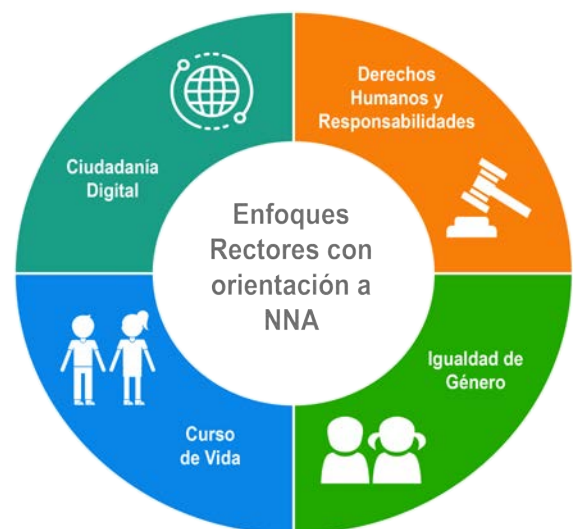 Derechos
Humanos y
Responsabilidades
Ciudadanía
Digital
Enfoques
Rectores con
orientación a
NNA
Igualdad de
Género
Curso
de Vida